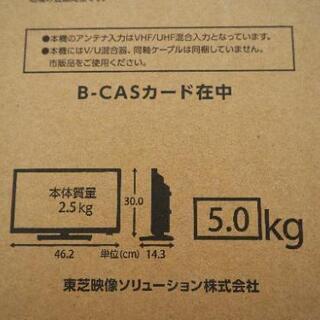 ●本機のアンテナ入力はVHF/UHF混合入力となっています。
●本機にはV/U混合器、同軸ケーブルは同梱していません。
市販品をご使用ください。
B-CASカード在中
本体質量
2.5kg
30.0
5.0kg
46.2 単位(cm) 14.3
東芝映像ソリューション株式会社